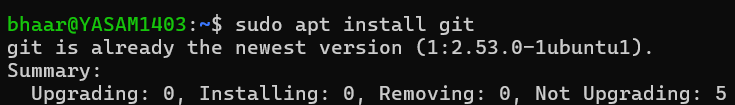 bhaar@YASAM1403:~$ sudo apt install git
git is already the newest version (1:2.53.0-1ubuntu1).
Summary:
  Upgrading: 0, Installing: 0, Removing: 0, Not Upgrading: 5